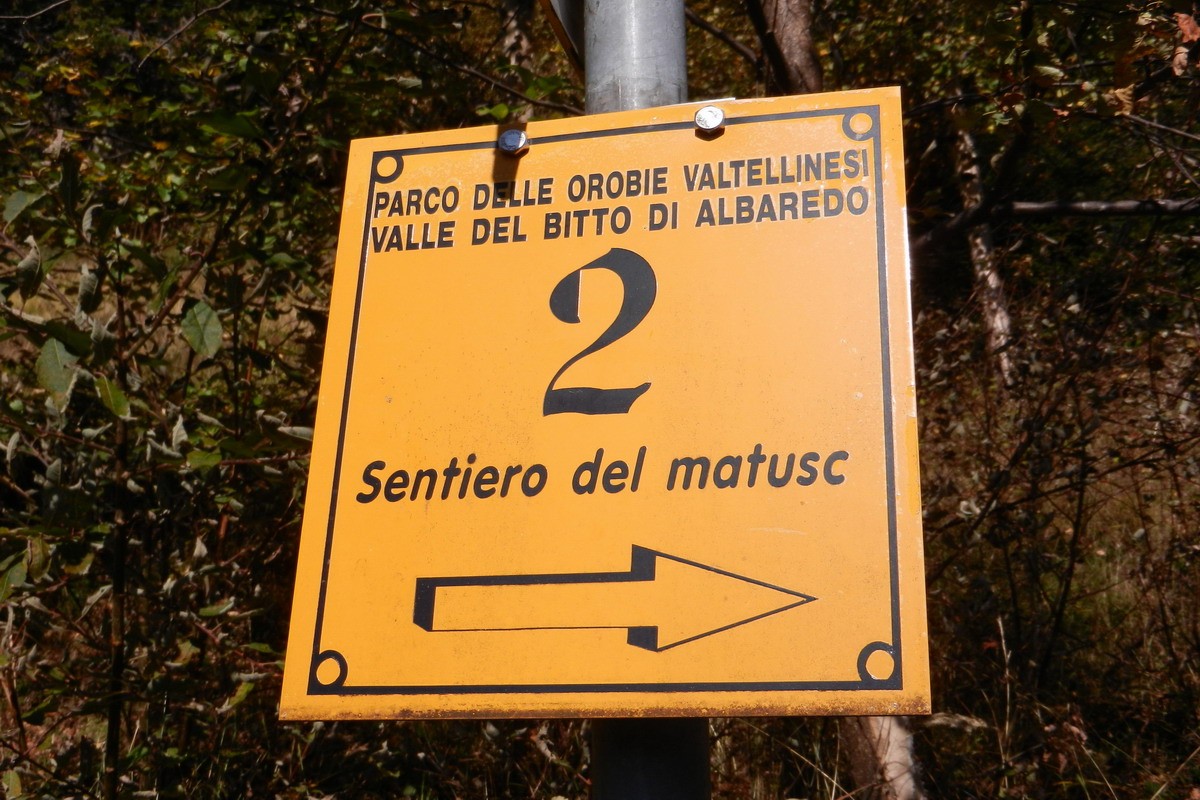 PARCO DELLE OROBIE VALTELLINESI
VALLE DEL BITTO DI ALBAREDO
2
Sentiero del matusc